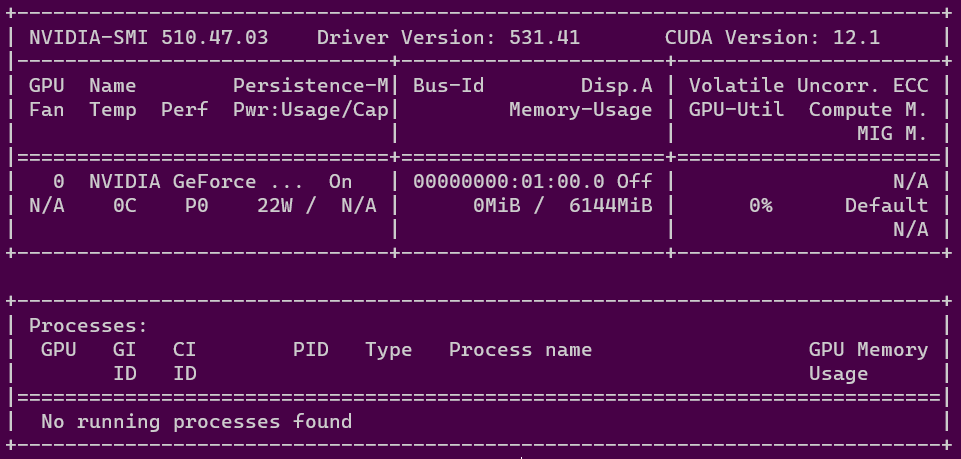 +-----------------------------------------------------------------------------+
| NVIDIA-SMI 510.47.03    Driver Version: 531.41       CUDA Version: 12.1     |
|-------------------------------+----------------------+----------------------+
| GPU  Name        Persistence-M| Bus-Id        Disp.A | Volatile Uncorr. ECC |
| Fan  Temp  Perf  Pwr:Usage/Cap|         Memory-Usage | GPU-Util  Compute M. |
|                               |                      |               MIG M. |
|===============================+======================+======================|
|   0  NVIDIA GeForce ...  On   | 00000000:01:00.0 Off |                  N/A |
| N/A    0C    P0    22W /  N/A |      0MiB /  6144MiB |      0%      Default |
|                               |                      |                  N/A |
+-------------------------------+----------------------+----------------------+

+-----------------------------------------------------------------------------+
| Processes:                                                                  |
|  GPU   GI   CI        PID   Type   Process name                  GPU Memory |
|        ID   ID                                                   Usage      |
|=============================================================================|
|  No running processes found                                                 |
+-----------------------------------------------------------------------------+